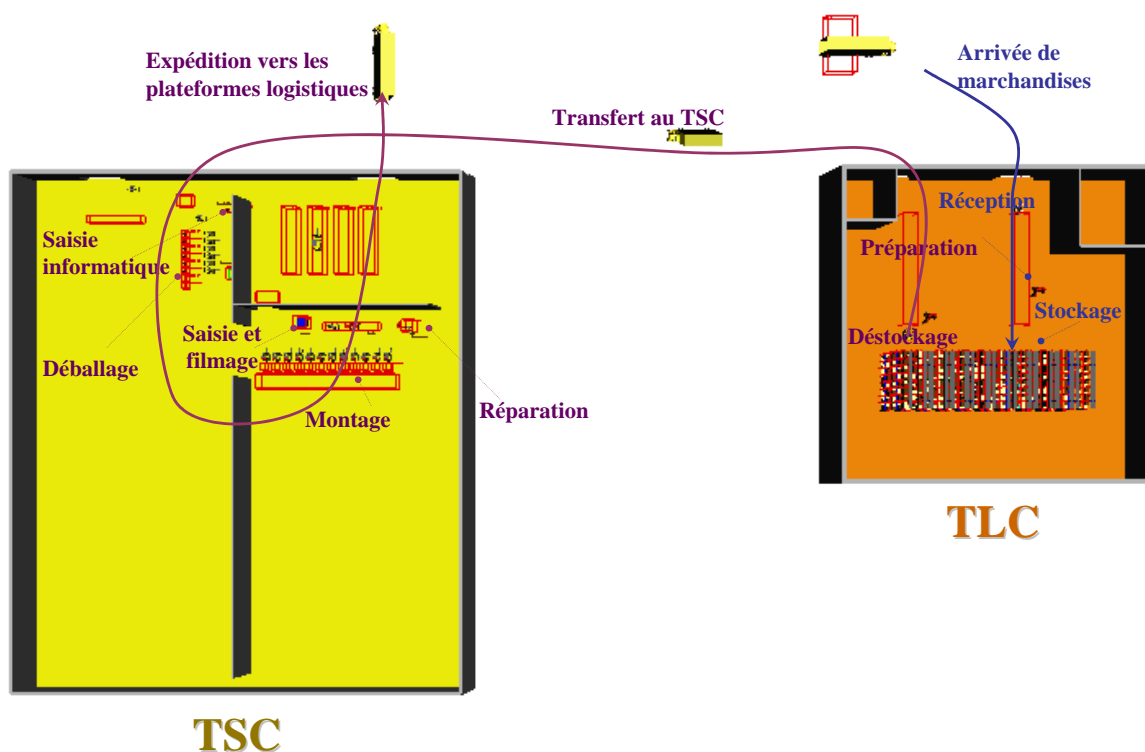 Expédition vers les
plateformes logistiques
Arrivée de
marchandises
Transfert au TSC
Saisie
informatique
Déballage
Saisie et
filmage
Montage
Réparation
Réception
Préparation
Stockage
Déstockage
TLC
TSC